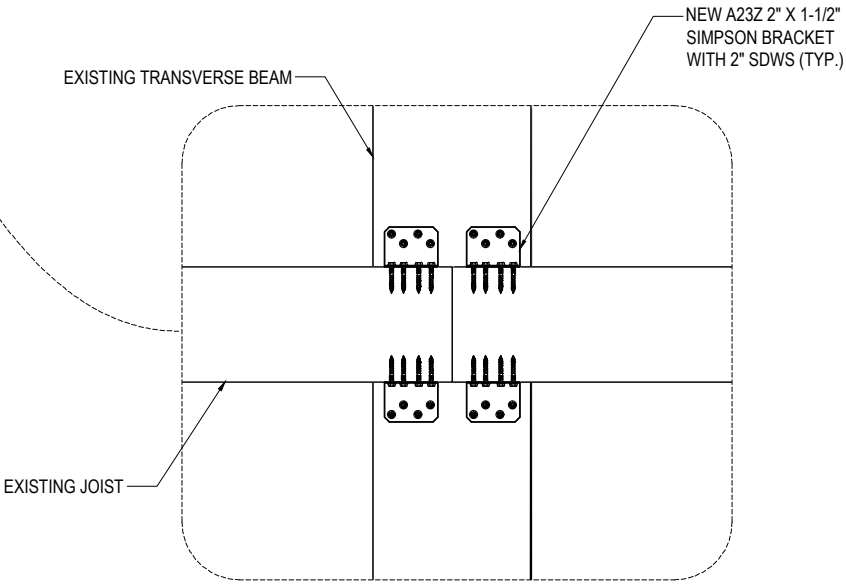 NEW A23Z 2" X 1-1/2"
SIMPSON BRACKET
WITH 2" SDWS (TYP.)
EXISTING TRANSVERSE BEAM
EXISTING JOIST